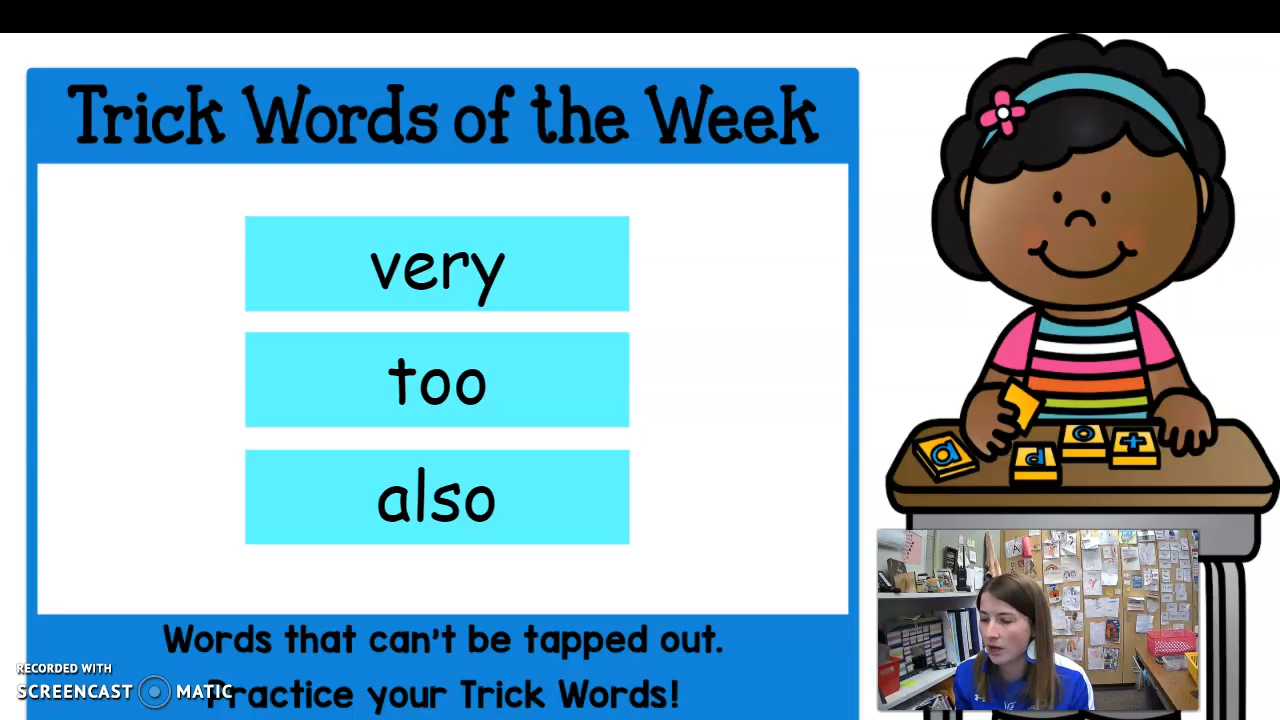 Trick Words of the Week
very
too
also
Words that can't be tapped out.
Practice your Trick Words!
RECORDED WITH
SCREENCAST MATIC
a
d
o
t
A